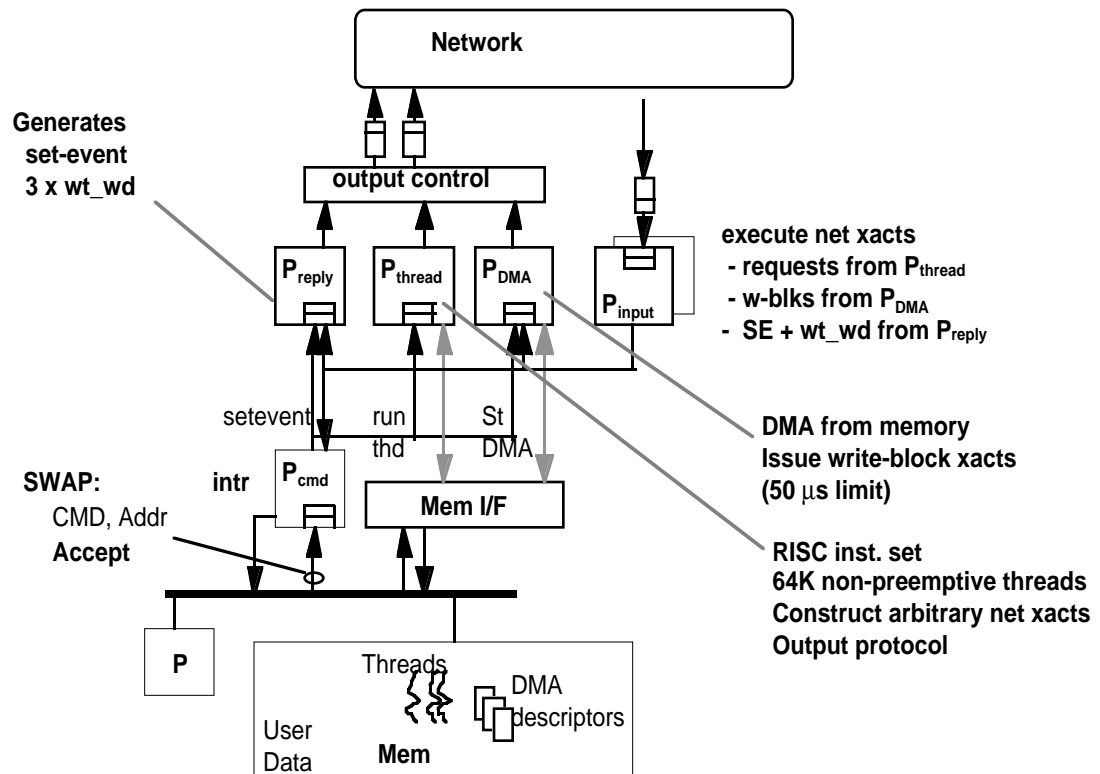 Network
Generates
set-event
3 x wt_wd
output control
Preply
Pthread
PDMA
Pinput
execute net xacts
- requests from Pthread
- w-blks from PDMA
- SE + wt_wd from Preply
setevent
run
thd
St
DMA
DMA from memory
Issue write-block xacts
(50 μs limit)
SWAP:
CMD, Addr
Accept
intr
Pcmd
Mem I/F
RISC inst. set
64K non-preemptive threads
Construct arbitrary net xacts
Output protocol
P
Threads
DMA
descriptors
User
Data
Mem